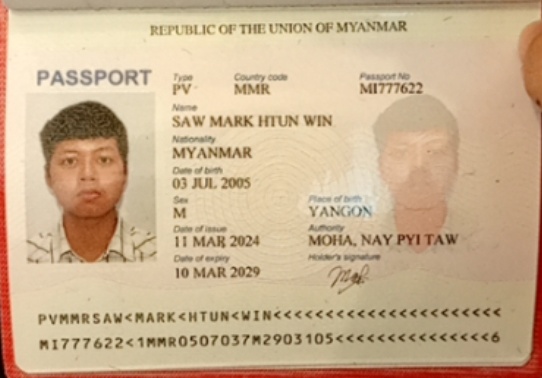 REPUBLIC OF THE UNION OF MYANMAR
PASSPORT
Type Country code Passport No
PV MMR MI777622
Name
SAW MARK HTUN WIN
Nationality
MYANMAR
Date of birth
03 JUL 2005
Sex Place of birth
M YANGON
Date of issue Authority
11 MAR 2024 MOHA, NAY PYI TAW
Date of expiry Holder's signature
10 MAR 2029
PVMMRSAW<MARK<HTUN<WIN<<<<<<<<<<<<<<<<<<<<<<
MI777622<1MMR0507037M2903105<<<<<<<<<<<<<<<6